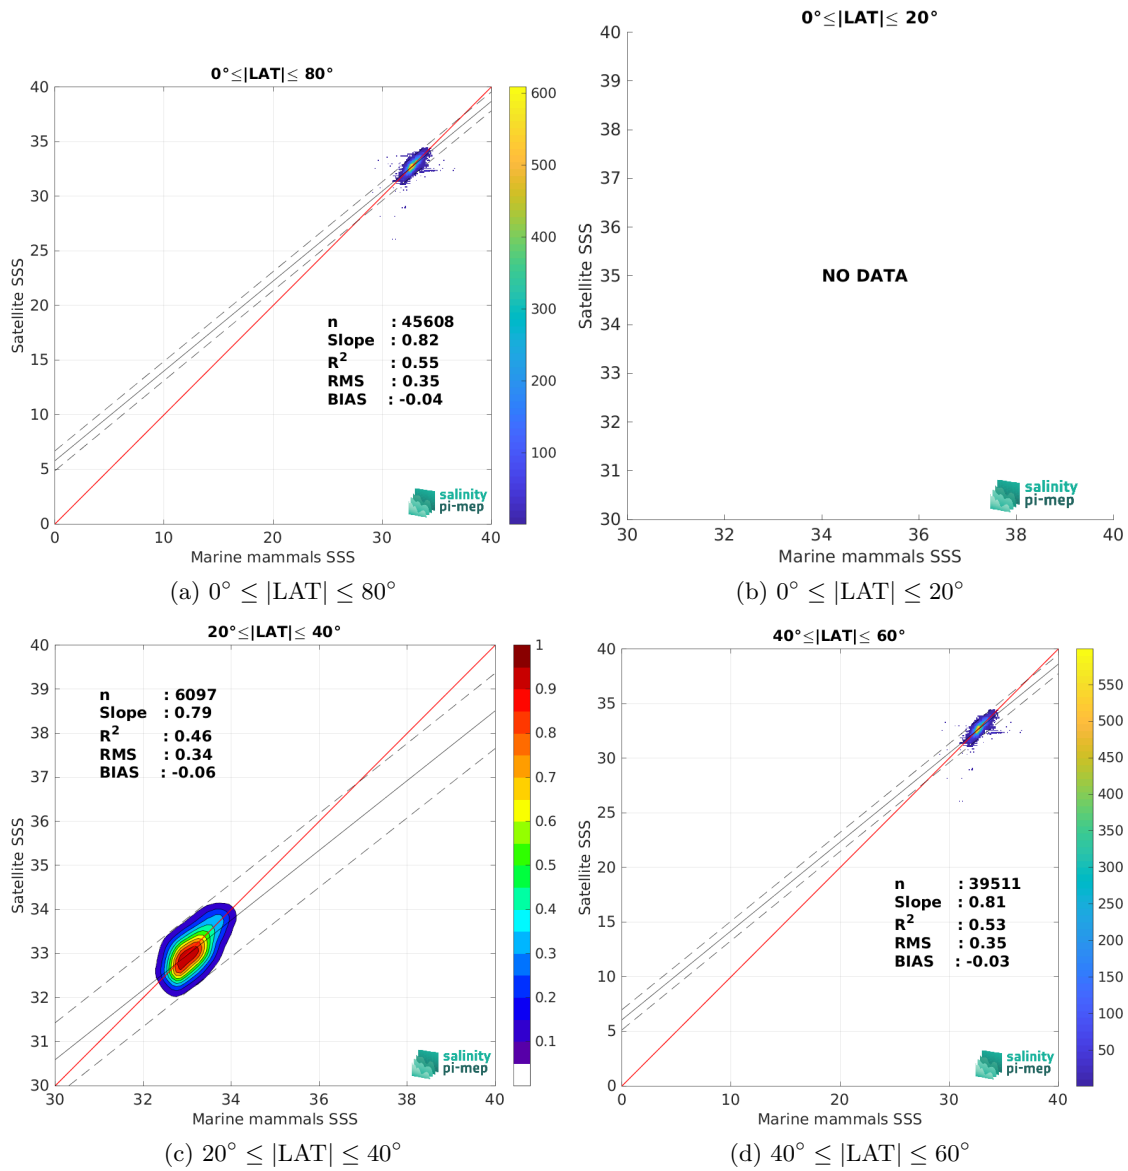 0°≤|LAT|≤ 80°
40
35
30
25
20
15
10
5
0
Satellite SSS
n : 45608
Slope : 0.82
R² : 0.55
RMS : 0.35
BIAS : -0.04
salinity
pi-mep
0 10 20 30 40
Marine mammals SSS
600
500
400
300
200
100
(a) 0° ≤ |LAT| ≤ 80°
0°≤|LAT|≤ 20°
40
39
38
37
36
35
34
33
32
31
30
Satellite SSS
NO DATA
salinity
pi-mep
30 32 34 36 38 40
Marine mammals SSS
(b) 0° ≤ |LAT| ≤ 20°
20°≤|LAT|≤ 40°
40
39
38
37
36
35
34
33
32
31
30
Satellite SSS
n : 6097
Slope : 0.79
R² : 0.46
RMS : 0.34
BIAS : -0.06
salinity
pi-mep
30 32 34 36 38 40
Marine mammals SSS
1
0.9
0.8
0.7
0.6
0.5
0.4
0.3
0.2
0.1
(c) 20° ≤ |LAT| ≤ 40°
40°≤|LAT|≤ 60°
40
35
30
25
20
15
10
5
0
Satellite SSS
n : 39511
Slope : 0.81
R² : 0.53
RMS : 0.35
BIAS : -0.03
salinity
pi-mep
0 10 20 30 40
Marine mammals SSS
550
500
450
400
350
300
250
200
150
100
50
(d) 40° ≤ |LAT| ≤ 60°